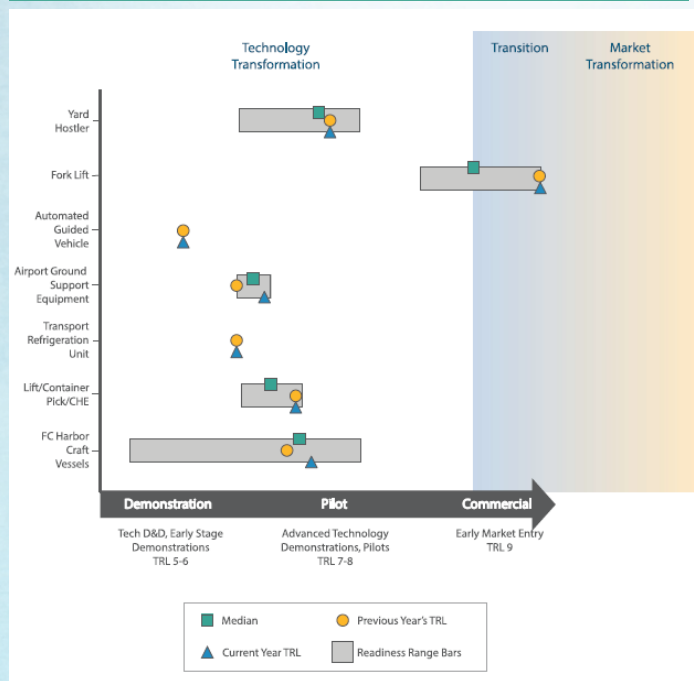 Technology
Transformation
Transition
Market
Transformation
Yard
Hostler
Fork Lift
Automated
Guided
Vehicle
Airport Ground
Support
Equipment
Transport
Refrigeration
Unit
Lift/Container
Pick/CHE
FC Harbor
Craft
Vessels
Demonstration
Pilot
Commercial
Tech D&D, Early Stage
Demonstrations
TRL 5-6
Advanced Technology
Demonstrations, Pilots
TRL 7-8
Early Market Entry
TRL 9
Median
Previous Year's TRL
Current Year TRL
Readiness Range Bars